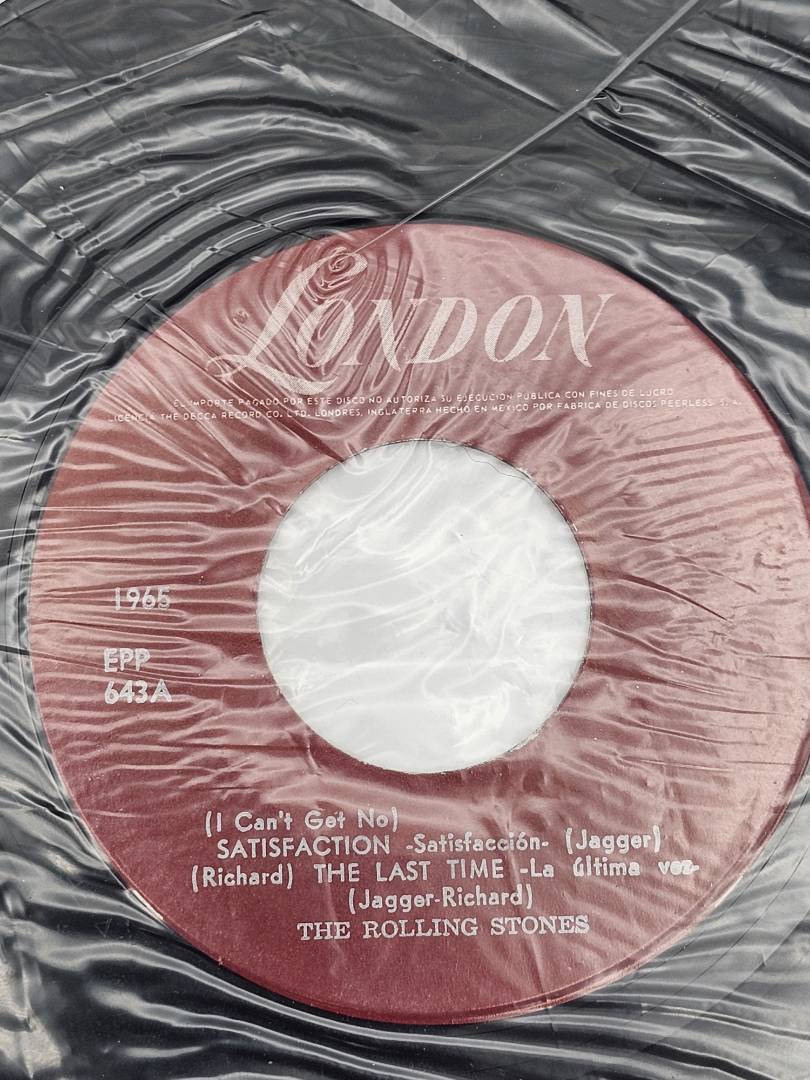 LONDON
EL IMPORTE PAGADO POR ESTE DISCO NO AUTORIZA SU EJECUCION PUBLICA CON FINES DE LUCRO
LICENCIA THE DECCA RECORD CO. LTD. LONDRES, INGLATERRA HECHO EN MEXICO POR FABRICA DE DISCOS PEERLESS S. A.
1965
EPP
643A
(I Can't Get No)
SATISFACTION -Satisfacción- (Jagger)
(Richard) THE LAST TIME -La última vez-
(Jagger-Richard)
THE ROLLING STONES